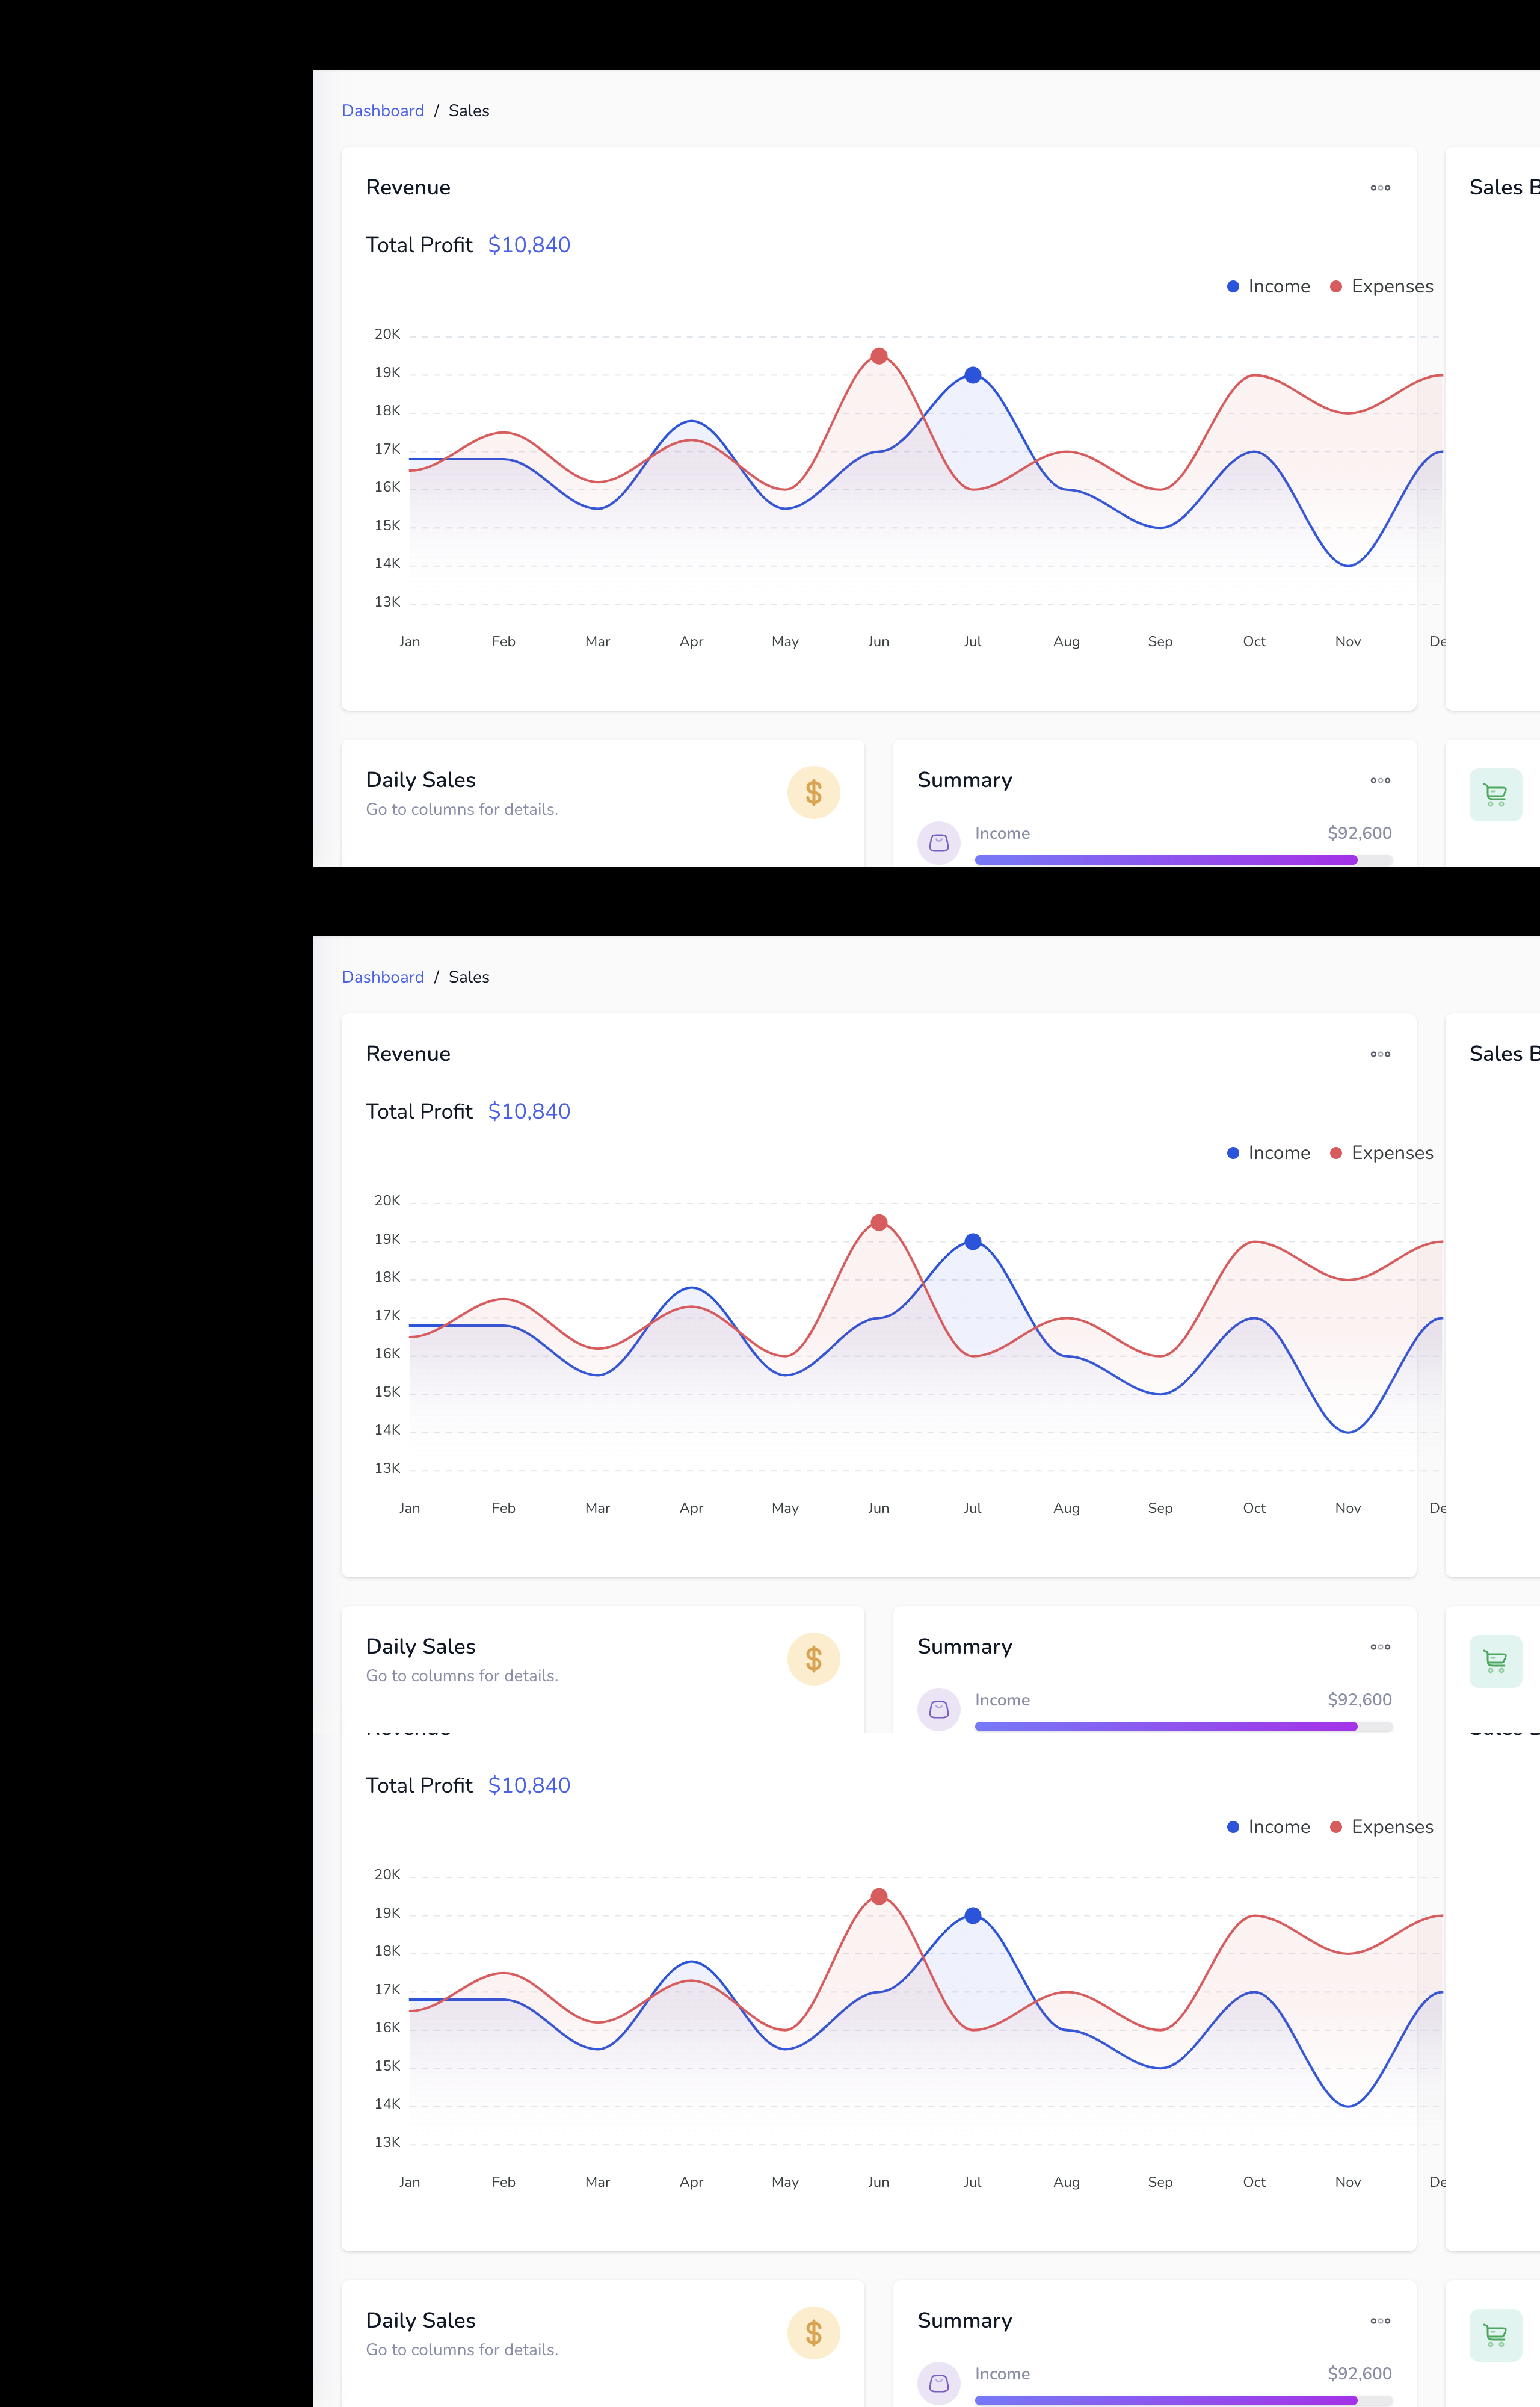 Dashboard / Sales
Revenue
Sales B
Total Profit $10,840
Income Expenses
20K
19K
18K
17K
16K
15K
14K
13K
Jan Feb Mar Apr May Jun Jul Aug Sep Oct Nov De
Daily Sales
Go to columns for details.
$
Summary
Income $92,600
Dashboard / Sales
Revenue
Sales B
Total Profit $10,840
Income Expenses
20K
19K
18K
17K
16K
15K
14K
13K
Jan Feb Mar Apr May Jun Jul Aug Sep Oct Nov De
Daily Sales
Go to columns for details.
$
Summary
Income $92,600
Total Profit $10,840
Income Expenses
20K
19K
18K
17K
16K
15K
14K
13K
Jan Feb Mar Apr May Jun Jul Aug Sep Oct Nov De
Daily Sales
Go to columns for details.
$
Summary
Income $92,600